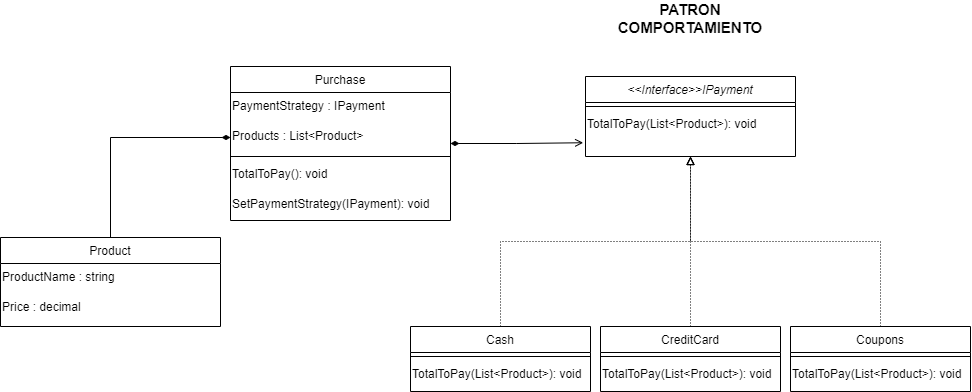 PATRON
COMPORTAMIENTO
Purchase
PaymentStrategy : IPayment
Products : List<Product>
TotalToPay(): void
SetPaymentStrategy(IPayment): void
<<Interface>>IPayment
TotalToPay(List<Product>): void
Product
ProductName : string
Price : decimal
Cash
TotalToPay(List<Product>): void
CreditCard
TotalToPay(List<Product>): void
Coupons
TotalToPay(List<Product>): void